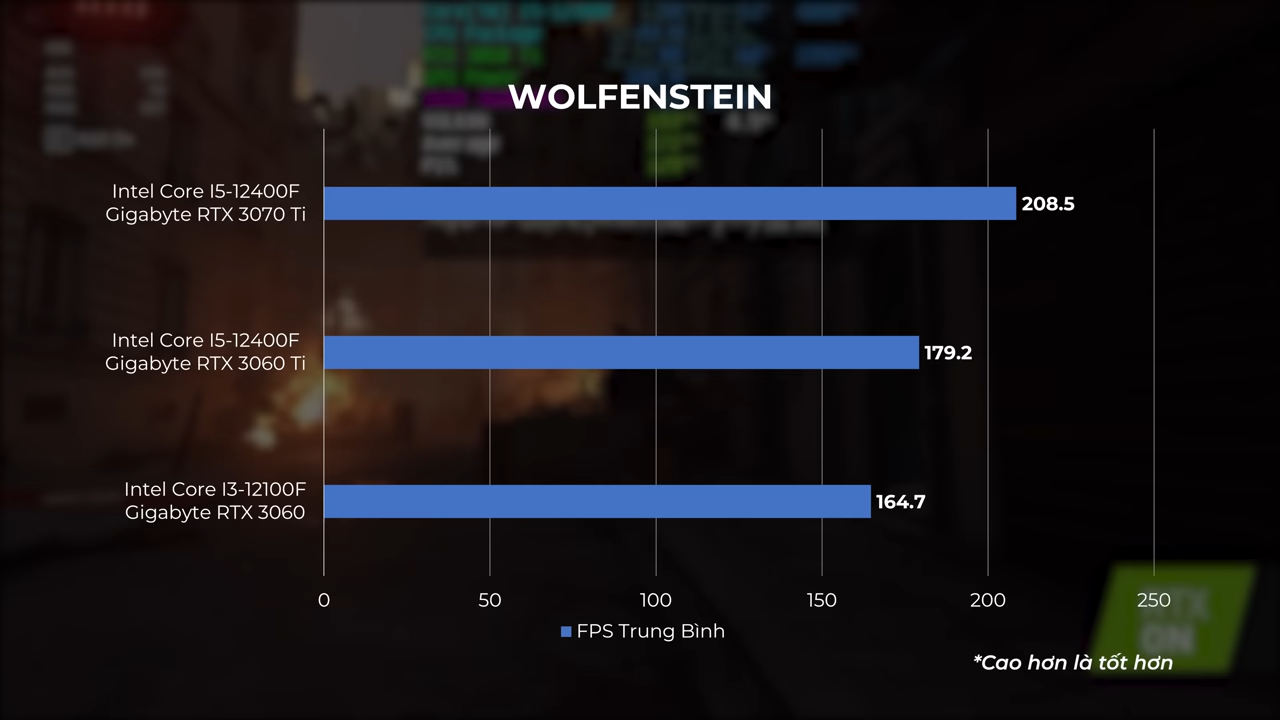 WOLFENSTEIN
Intel Core I5-12400F
Gigabyte RTX 3070 Ti
208.5
Intel Core I5-12400F
Gigabyte RTX 3060 Ti
179.2
Intel Core I3-12100F
Gigabyte RTX 3060
164.7
0 50 100 150 200 250
FPS Trung Bình
RTX
ON
*Cao hơn là tốt hơn